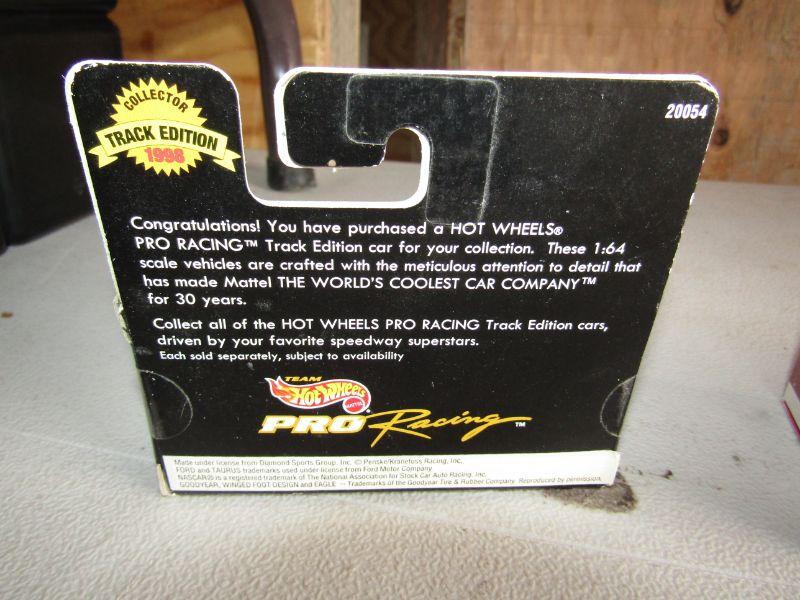 COLLECTOR
TRACK EDITION
1998
20054
Congratulations! You have purchased a HOT WHEELS®
PRO RACING™ Track Edition car for your collection. These 1:64
scale vehicles are crafted with the meticulous attention to detail that
has made Mattel THE WORLD'S COOLEST CAR COMPANY™
for 30 years.
Collect all of the HOT WHEELS PRO RACING Track Edition cars,
driven by your favorite speedway superstars.
Each sold separately, subject to availability
TEAM
Hot Wheels
MATTEL
PRO Racing™
Made under license from Diamond Sports Group, Inc. © Penske/Kranefuss Racing, Inc.
FORD and TAURUS trademarks used under license from Ford Motor Company
NASCAR® is a registered trademark of The National Association for Stock Car Auto Racing, Inc.
GOODYEAR, WINGED FOOT DESIGN and EAGLE — Trademarks of the Goodyear Tire & Rubber Company. Reproduced by permission.